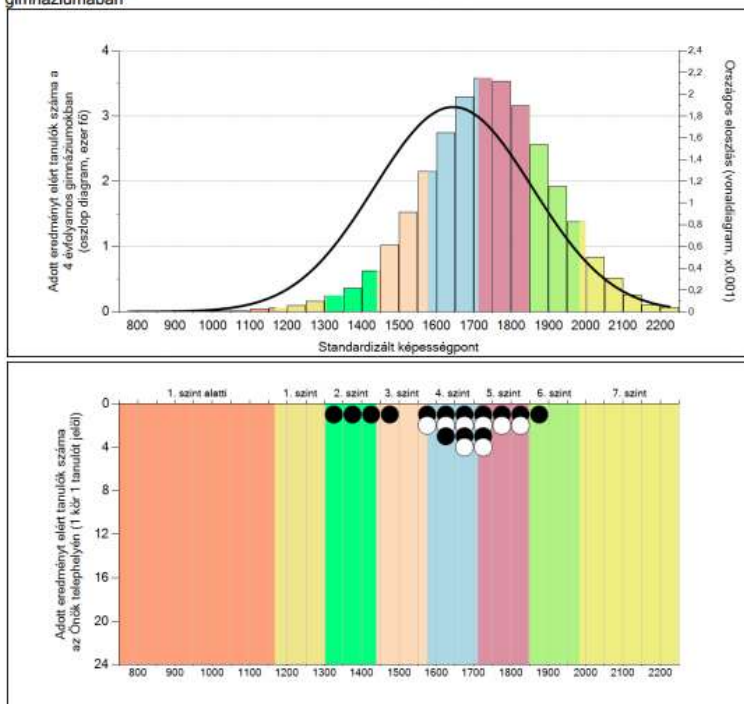 gimnáziumában
Adott eredményt elért tanulók száma a
4 évfolyamos gimnáziumokban
(oszlop diagram, ezer fő)
4
3
2
1
0
2,4
2,2
2
1,8
1,6
1,4
1,2
1
0,8
0,6
0,4
0,2
0
Országos eloszlás (vonaldiagram, x0.001)
800 900 1000 1100 1200 1300 1400 1500 1600 1700 1800 1900 2000 2100 2200
Standardizált képességpont
1. szint alatti 1. szint 2. szint 3. szint 4. szint 5. szint 6. szint 7. szint
Adott eredményt elért tanulók száma
az Önök telephelyén (1 kör 1 tanulót jelöl)
0
4
8
12
16
20
24
800 900 1000 1100 1200 1300 1400 1500 1600 1700 1800 1900 2000 2100 2200